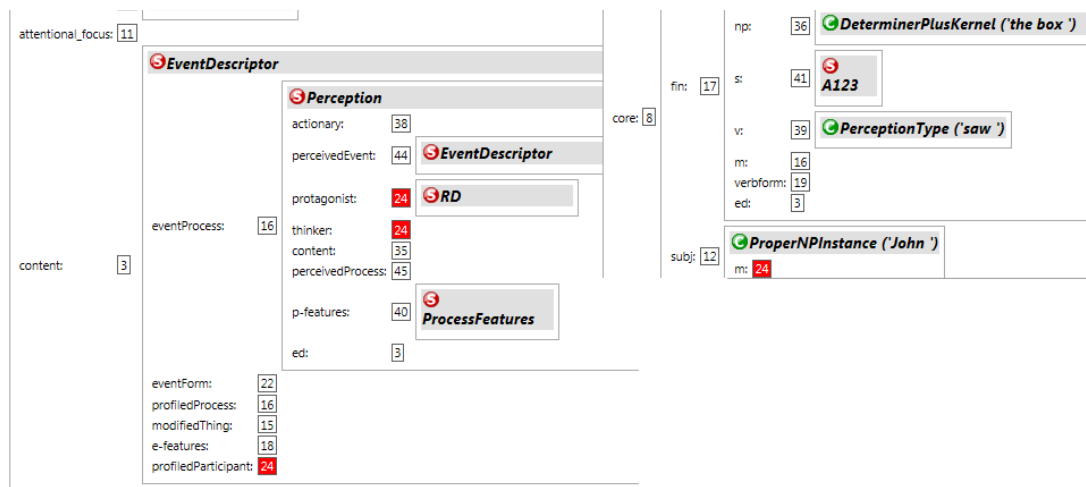 attentional_focus: 11
S EventDescriptor
S Perception
actionary: 38
perceivedEvent: 44 S EventDescriptor
protagonist: 24 S RD
eventProcess: 16
thinker: 24
content: 35
content: 3
perceivedProcess: 45
p-features: 40 S
ProcessFeatures
ed: 3
eventForm: 22
profiledProcess: 16
modifiedThing: 15
e-features: 18
profiledParticipant: 24
np: 36 C DeterminerPlusKernel ('the box ')
fin: 17
s: 41 S
A123
core: 8
v: 39 C PerceptionType ('saw ')
m: 16
verbform: 19
ed: 3
subj: 12 C ProperNPInstance ('John ')
m: 24